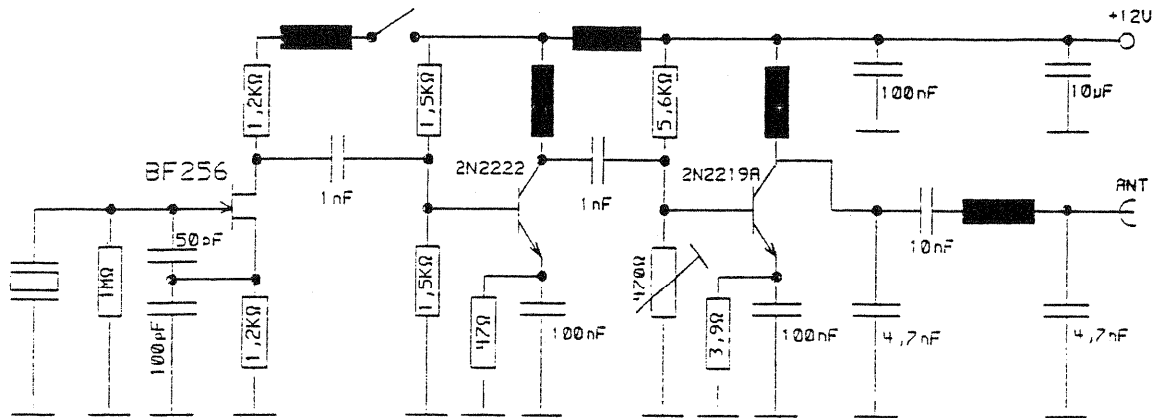 +12V
1,2KΩ
1,5KΩ
5,6KΩ
100nF
10µF
BF256
1nF
2N2222
1nF
2N2219A
ANT
50pF
10nF
1MΩ
100µF
1,2KΩ
1,5KΩ
47Ω
100nF
470Ω
3,9Ω
100nF
4,7nF
4,7nF